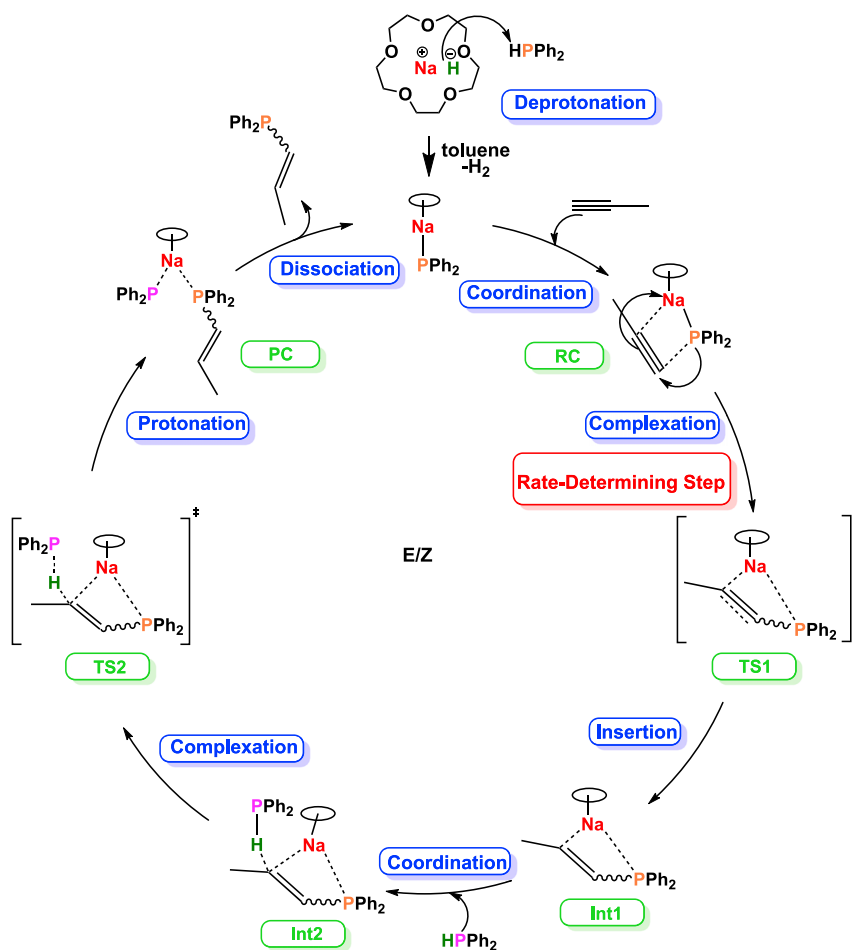 O
O O
O O
⊕ ⊖
Na H
HPPh2
Deprotonation
toluene
-H2
Ph2P
Na
PPh2
Dissociation
Coordination
Na
PPh2
RC
Complexation
Rate-Determining Step
Na
PPh2
TS1
Insertion
Na
PPh2
Int1
Coordination
HPPh2
PPh2
H
Na
PPh2
Int2
Complexation
‡
Ph2P
H
Na
PPh2
TS2
Protonation
Na
Ph2P
PPh2
PC
E/Z